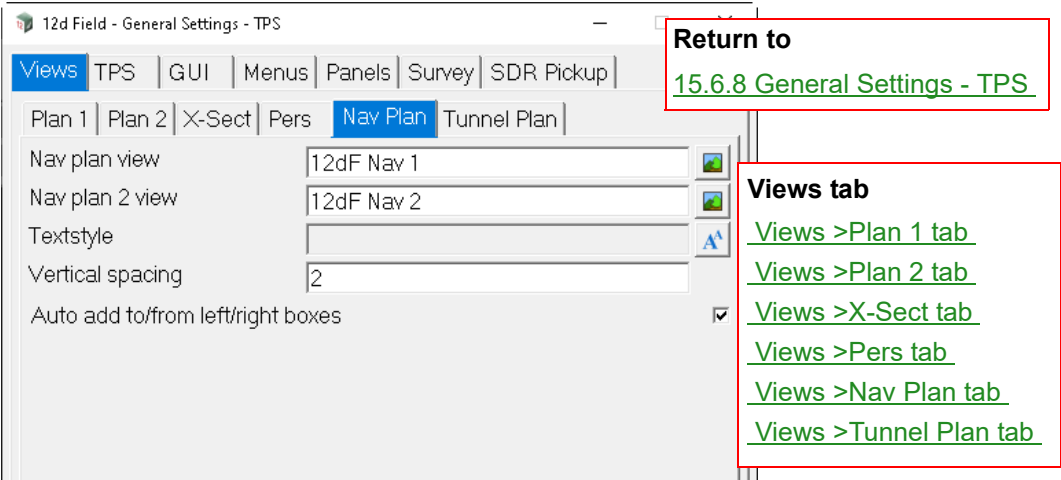 12d Field - General Settings - TPS
Return to
15.6.8 General Settings - TPS
Views TPS GUI Menus Panels Survey SDR Pickup
Plan 1 Plan 2 X-Sect Pers Nav Plan Tunnel Plan
Nav plan view 12dF Nav 1
Nav plan 2 view 12dF Nav 2
Textstyle
Vertical spacing 2
Auto add to/from left/right boxes
Views tab
Views >Plan 1 tab
Views >Plan 2 tab
Views >X-Sect tab
Views >Pers tab
Views >Nav Plan tab
Views >Tunnel Plan tab